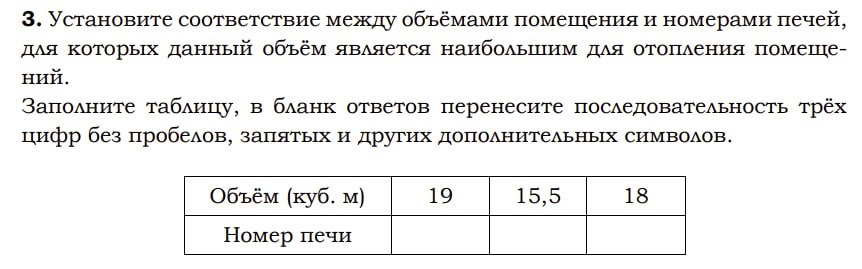 3. Установите соответствие между объёмами помещения и номерами печей,
для которых данный объём является наибольшим для отопления помеще-
ний.
Заполните таблицу, в бланк ответов перенесите последовательность трёх
цифр без пробелов, запятых и других дополнительных символов.
Объём (куб. м) 19 15,5 18
Номер печи